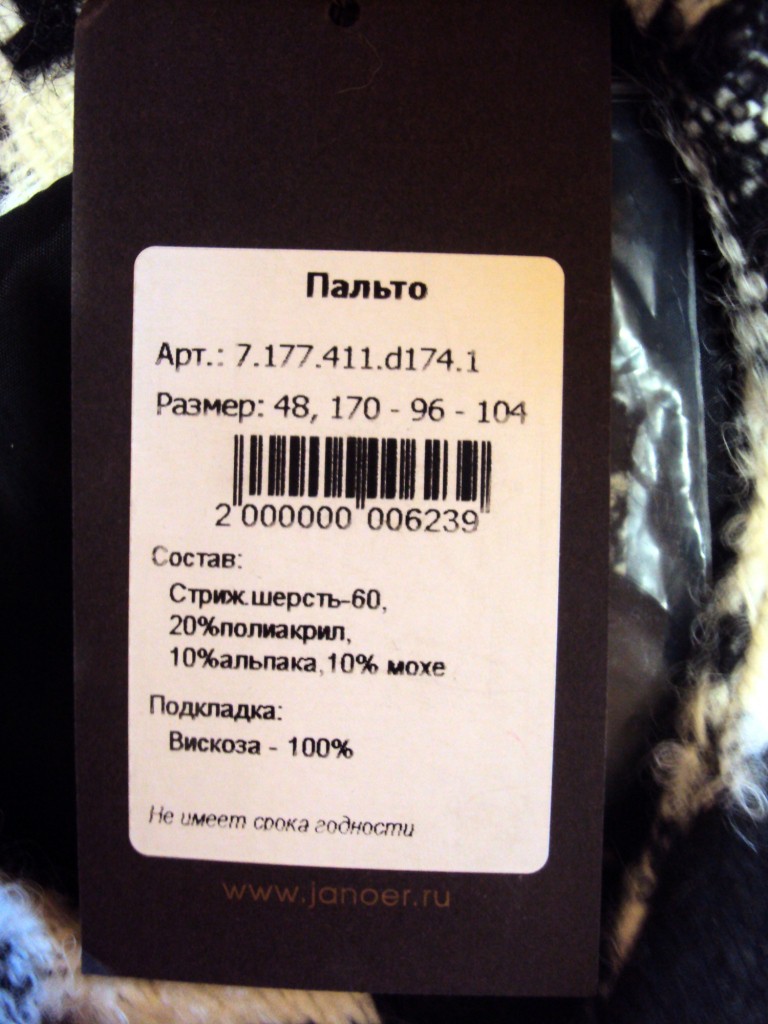 Пальто
Арт.: 7.177.411.d174.1
Размер: 48, 170 - 96 - 104
2 000000 006239
Состав:
Стриж.шерсть-60,
20%полиакрил,
10%альпака,10% мохе
Подкладка:
Вискоза - 100%
Не имеет срока годности
www.janoer.ru